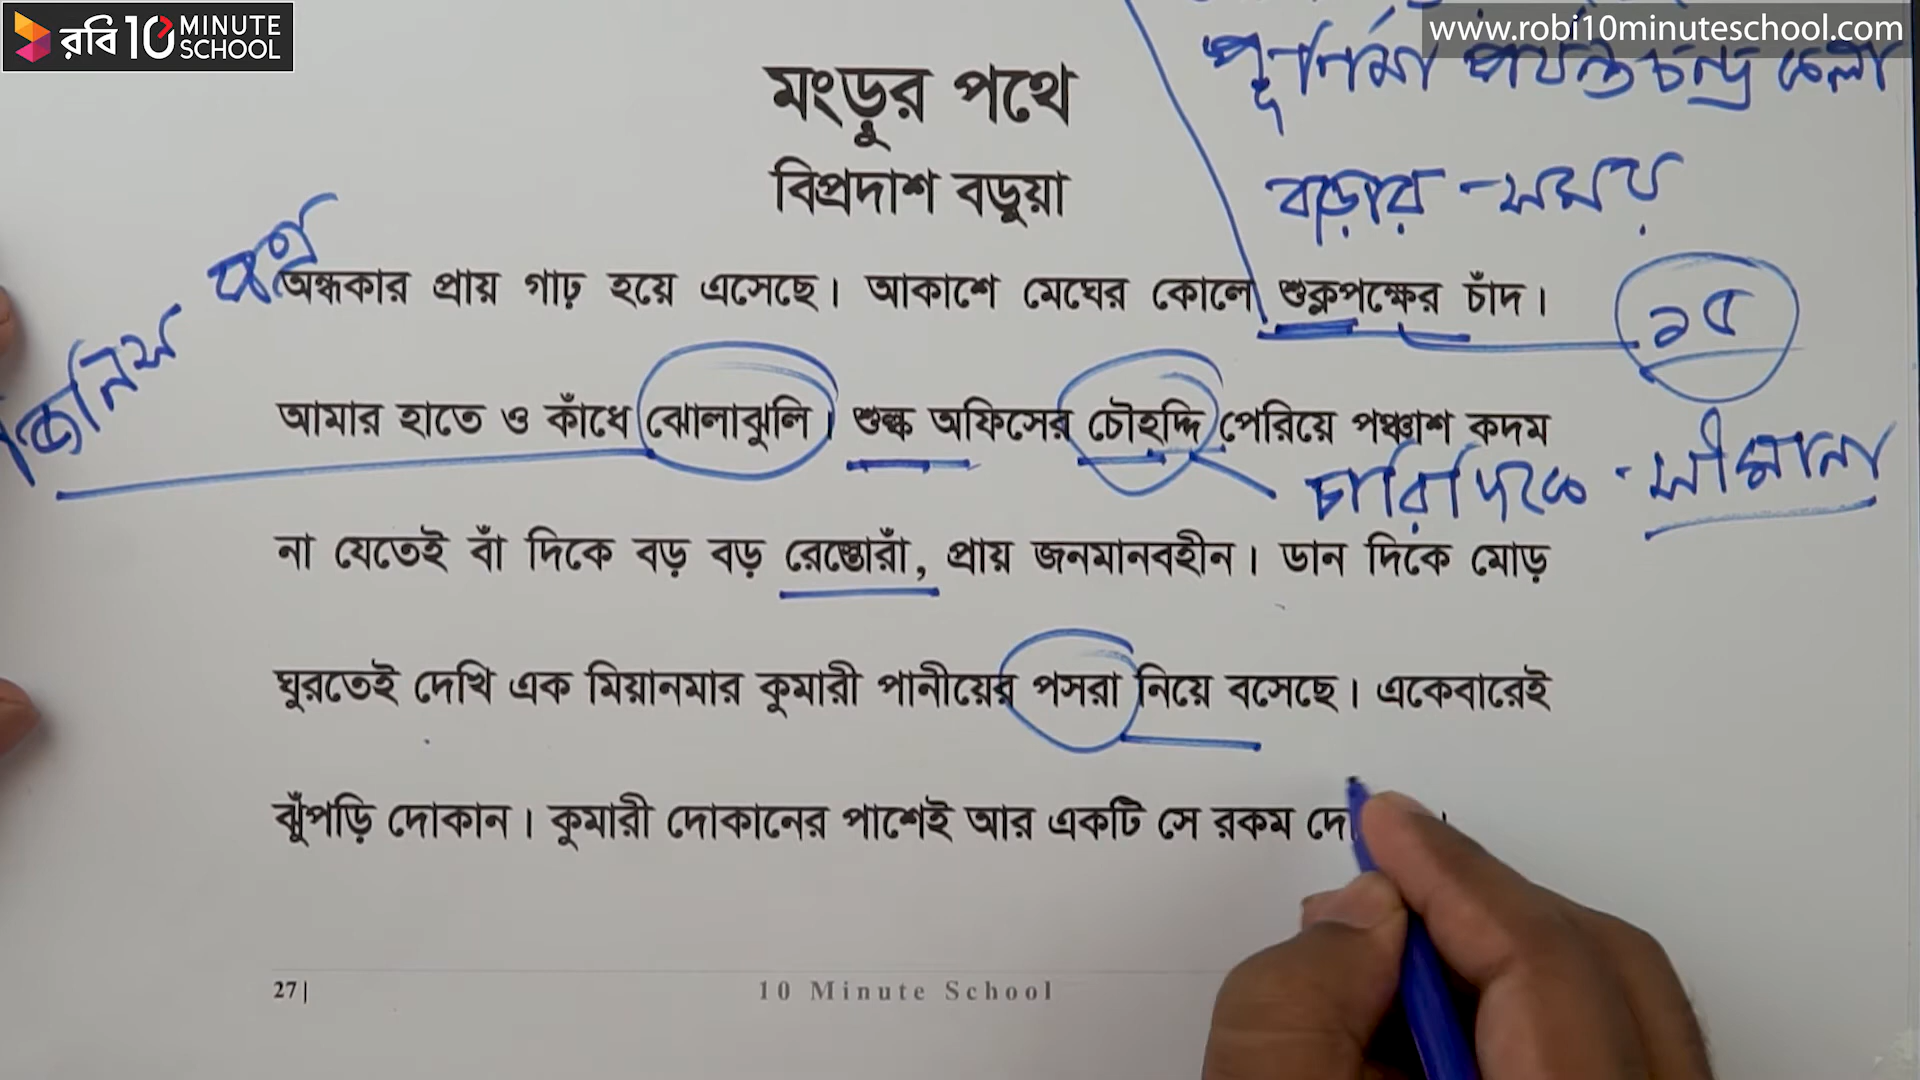 রবি 10 MINUTE SCHOOL
www.robi10minuteschool.com
পূর্ণিমা পর্যন্ত চন্দ্র কলা
বাড়ার সময়
মংডুর পথে
বিপ্রদাশ বড়ুয়া
অন্ধকার প্রায় গাঢ় হয়ে এসেছে। আকাশে মেঘের কোলে শুক্লপক্ষের চাঁদ।
১৫
জিনিস পত্র
আমার হাতে ও কাঁধে ঝোলাঝুলি। শুল্ক অফিসের চৌহদ্দি পেরিয়ে পঞ্চাশ কদম
চারিদিকে সীমানা
না যেতেই বাঁ দিকে বড় বড় রেস্তোরাঁ, প্রায় জনমানবহীন। ডান দিকে মোড়
ঘুরতেই দেখি এক মিয়ানমার কুমারী পানীয়ের পসরা নিয়ে বসেছে। একেবারেই
ঝুঁপড়ি দোকান। কুমারী দোকানের পাশেই আর একটি সে রকম দো
27| 10 Minute School